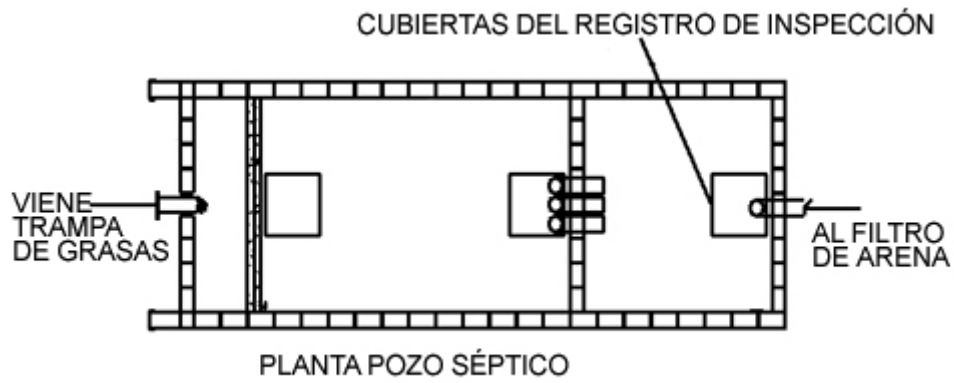 CUBIERTAS DEL REGISTRO DE INSPECCIÓN
VIENE
TRAMPA
DE GRASAS
AL FILTRO
DE ARENA
PLANTA POZO SÉPTICO